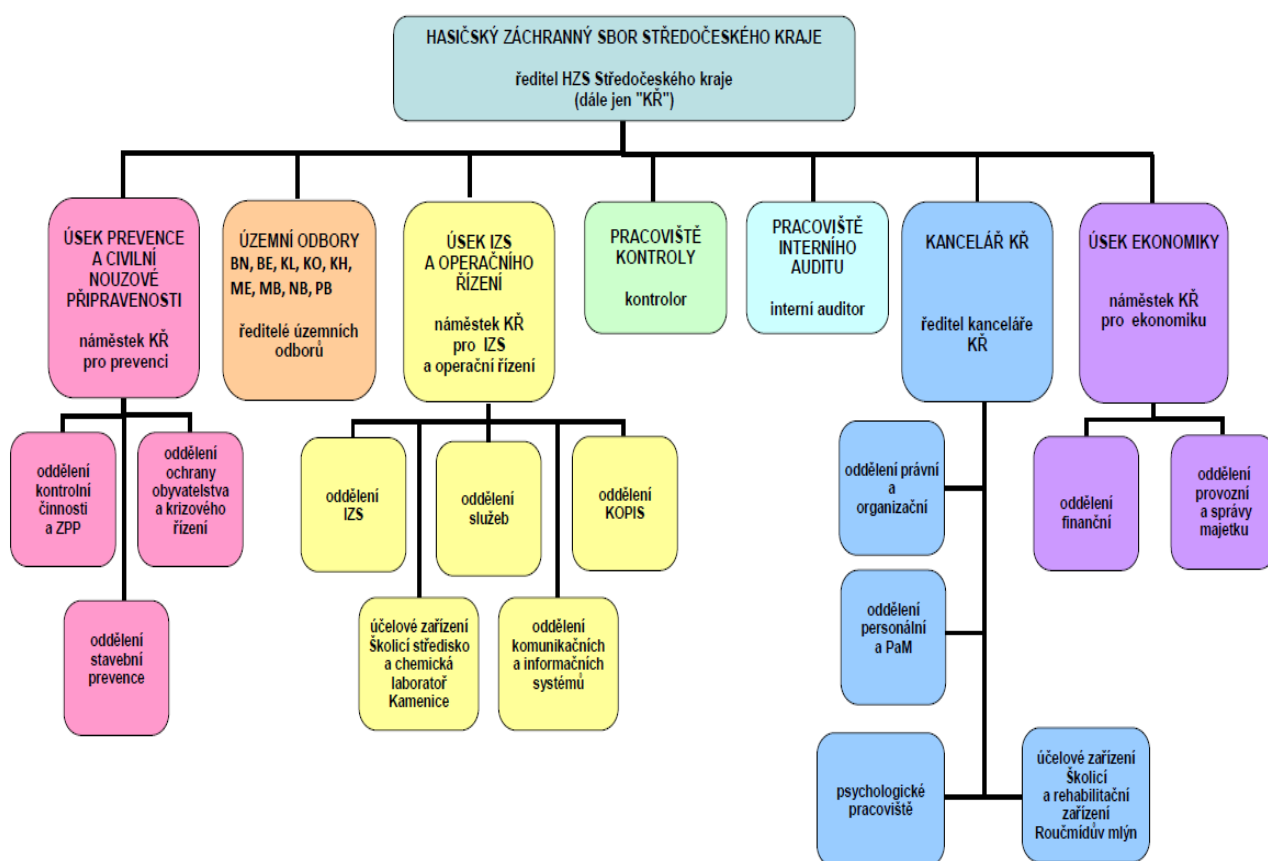 HASIČSKÝ ZÁCHRANNÝ SBOR STŘEDOČESKÉHO KRAJE
ředitel HZS Středočeského kraje
(dále jen "KŘ")
ÚSEK PREVENCE
A CIVILNÍ
NOUZOVÉ
PŘIPRAVENOSTI
náměstek KŘ
pro prevenci
ÚZEMNÍ ODBORY
BN, BE, KL, KO, KH,
ME, MB, NB, PB
ředitelé územních
odborů
ÚSEK IZS
A OPERAČNÍHO
ŘÍZENÍ
náměstek KŘ
pro IZS
a operační řízení
PRACOVIŠTĚ
KONTROLY
kontrolor
PRACOVIŠTĚ
INTERNÍHO
AUDITU
interní auditor
KANCELÁŘ KŘ
ředitel kanceláře
KŘ
ÚSEK EKONOMIKY
náměstek KŘ
pro ekonomiku
oddělení
kontrolní
činnosti
a ZPP
oddělení
ochrany
obyvatelstva
a krizového
řízení
oddělení
stavební
prevence
oddělení
IZS
oddělení
služeb
oddělení
KOPIS
účelové zařízení
Školicí středisko
a chemická
laboratoř
Kamenice
oddělení
komunikačních
a informačních
systémů
oddělení právní
a
organizační
oddělení
personální
a PaM
psychologické
pracoviště
účelové zařízení
Školicí
a rehabilitační
zařízení
Roučmídův mlýn
oddělení
finanční
oddělení
provozní
a správy
majetku